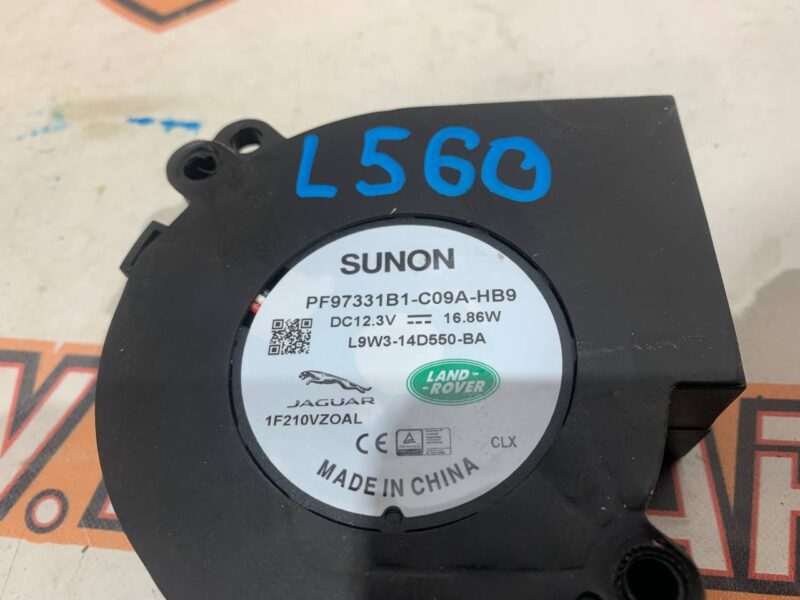 L560
SUNON
PF97331B1-C09A-HB9
DC12.3V ⎓ 16.86W
L9W3-14D550-BA
JAGUAR
LAND-
-ROVER
1F210VZOAL
CE
CLX
MADE IN CHINA